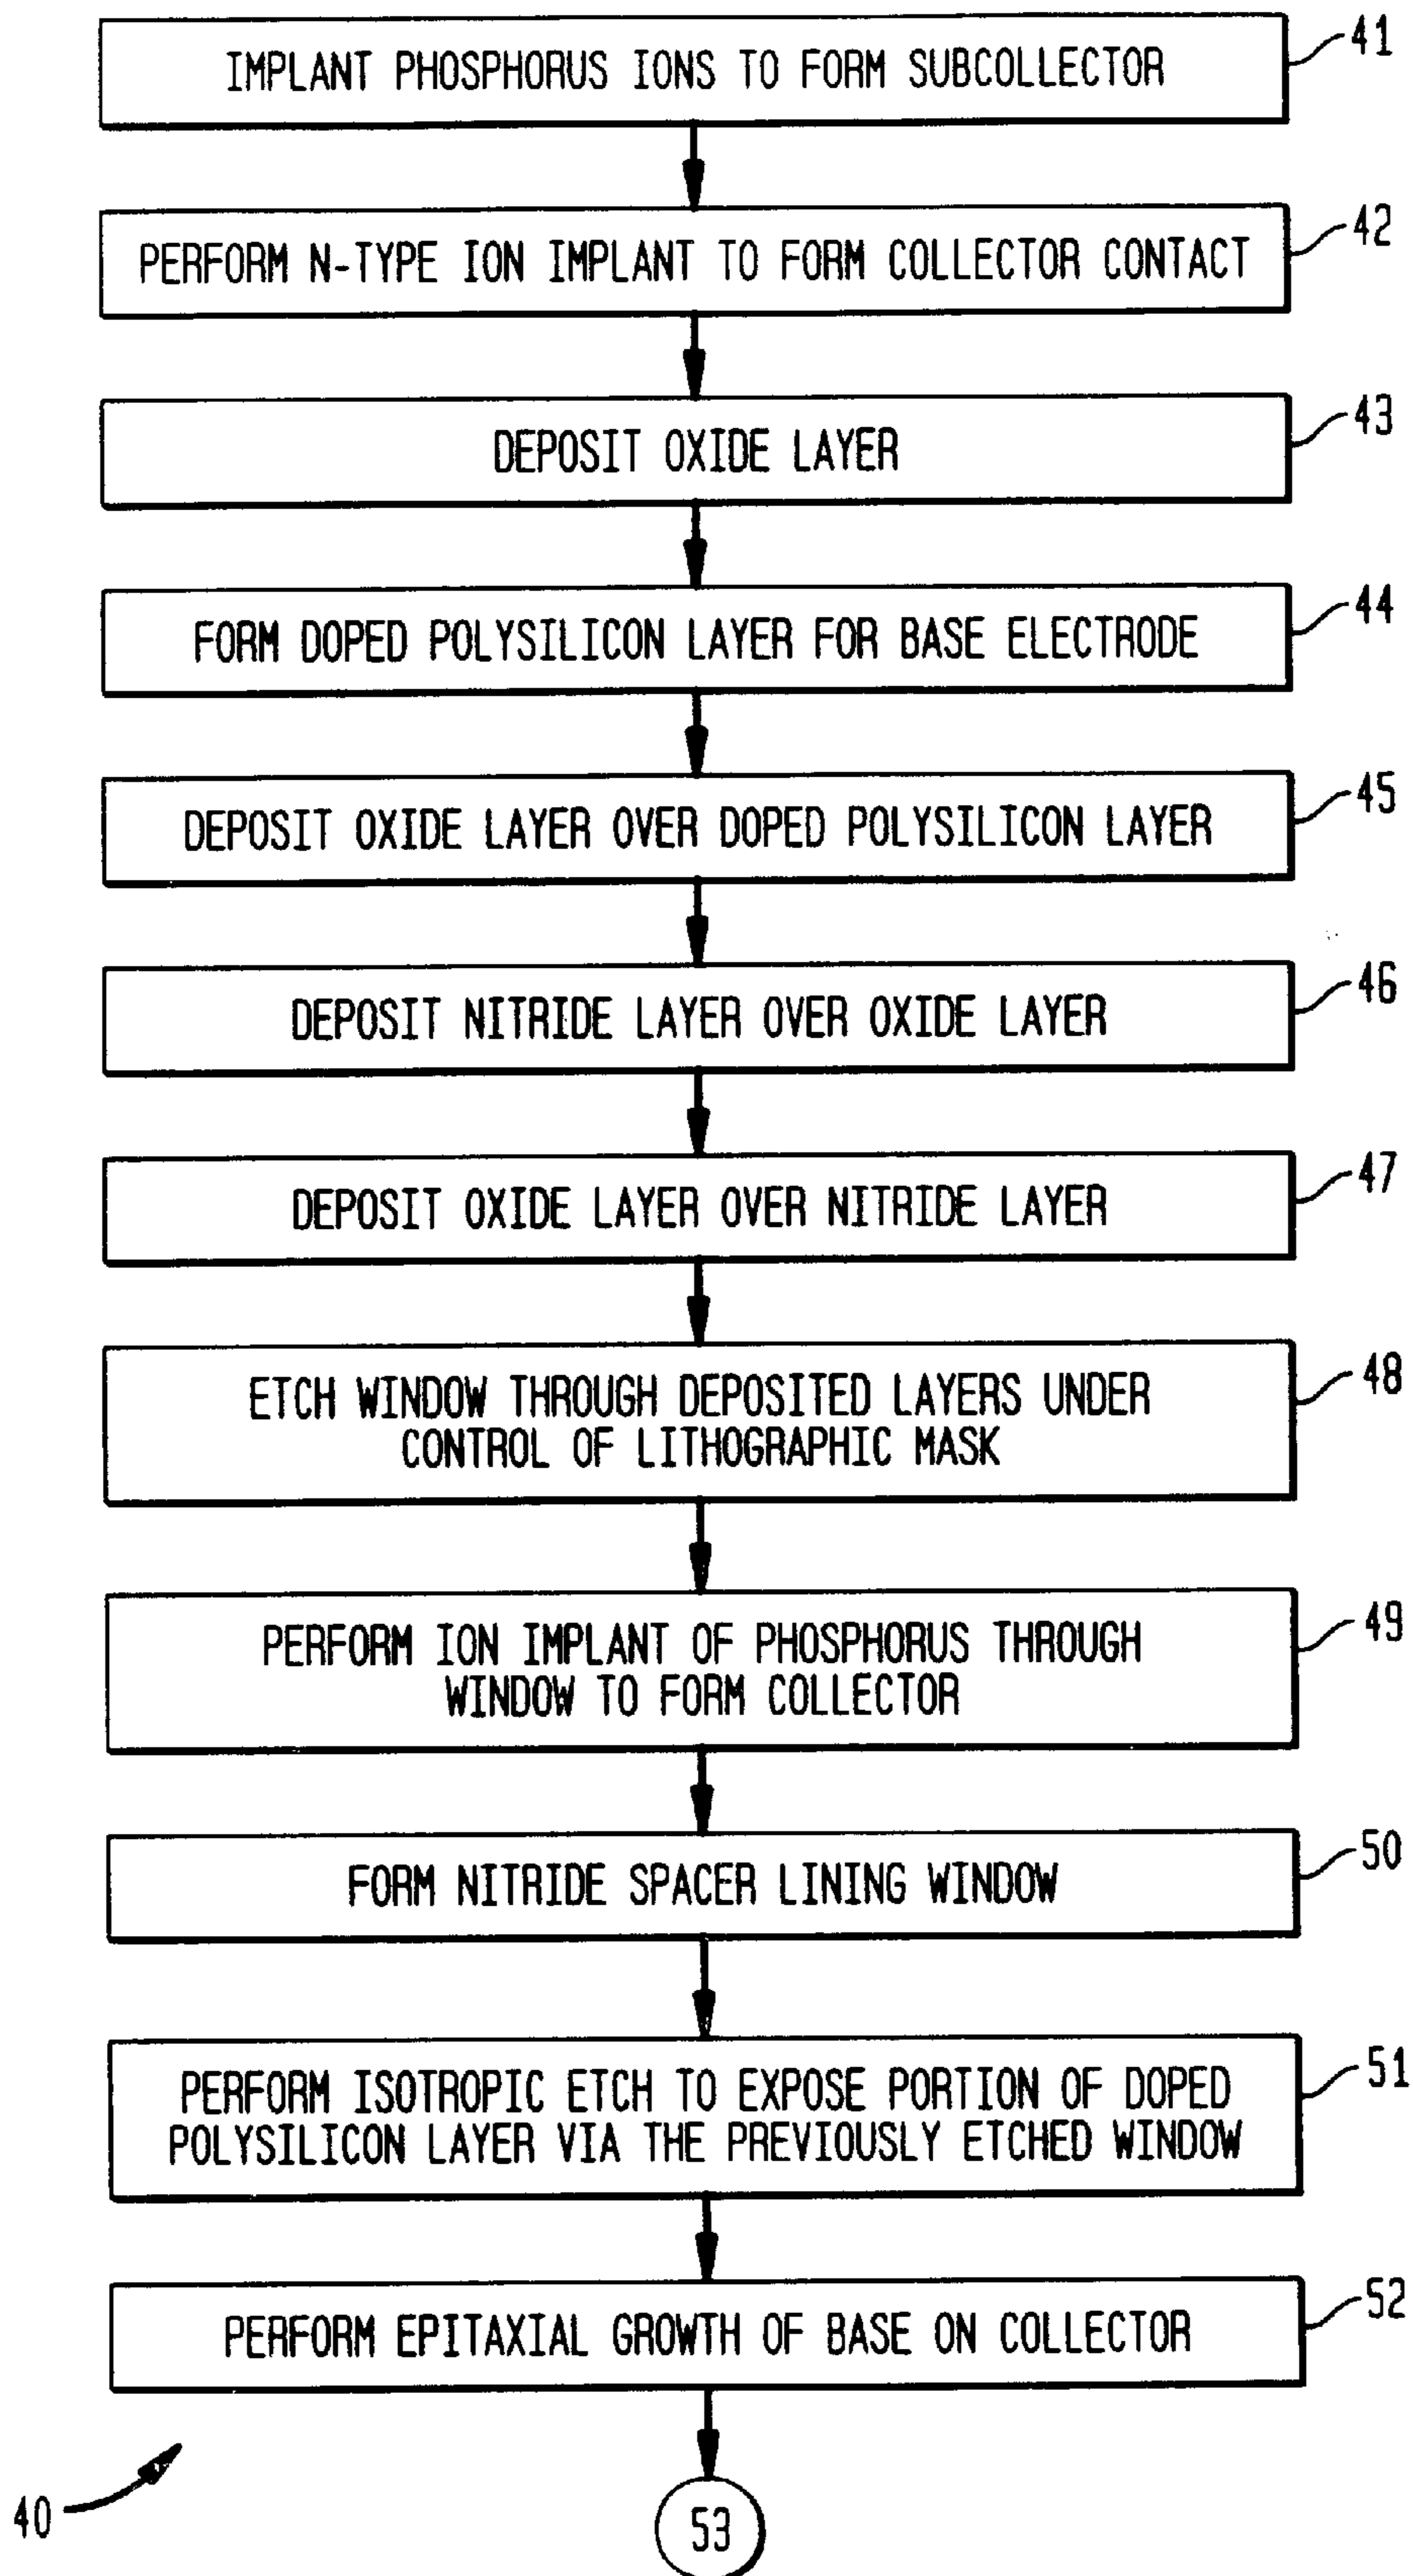 IMPLANT PHOSPHORUS IONS TO FORM SUBCOLLECTOR
41
PERFORM N-TYPE ION IMPLANT TO FORM COLLECTOR CONTACT
42
DEPOSIT OXIDE LAYER
43
FORM DOPED POLYSILICON LAYER FOR BASE ELECTRODE
44
DEPOSIT OXIDE LAYER OVER DOPED POLYSILICON LAYER
45
DEPOSIT NITRIDE LAYER OVER OXIDE LAYER
46
DEPOSIT OXIDE LAYER OVER NITRIDE LAYER
47
ETCH WINDOW THROUGH DEPOSITED LAYERS UNDER
CONTROL OF LITHOGRAPHIC MASK
48
PERFORM ION IMPLANT OF PHOSPHORUS THROUGH
WINDOW TO FORM COLLECTOR
49
FORM NITRIDE SPACER LINING WINDOW
50
PERFORM ISOTROPIC ETCH TO EXPOSE PORTION OF DOPED
POLYSILICON LAYER VIA THE PREVIOUSLY ETCHED WINDOW
51
PERFORM EPITAXIAL GROWTH OF BASE ON COLLECTOR
52
40
53